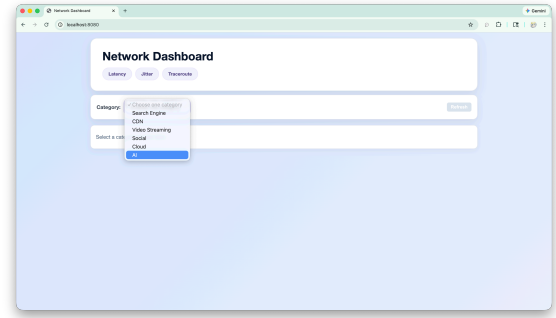 Network Dashboard
Gemini
localhost:8080
Network Dashboard
Latency Jitter Traceroute
Category:
✓ Choose one category
Refresh
Search Engine
CDN
Video Streaming
Select a cat
Social
Cloud
AI